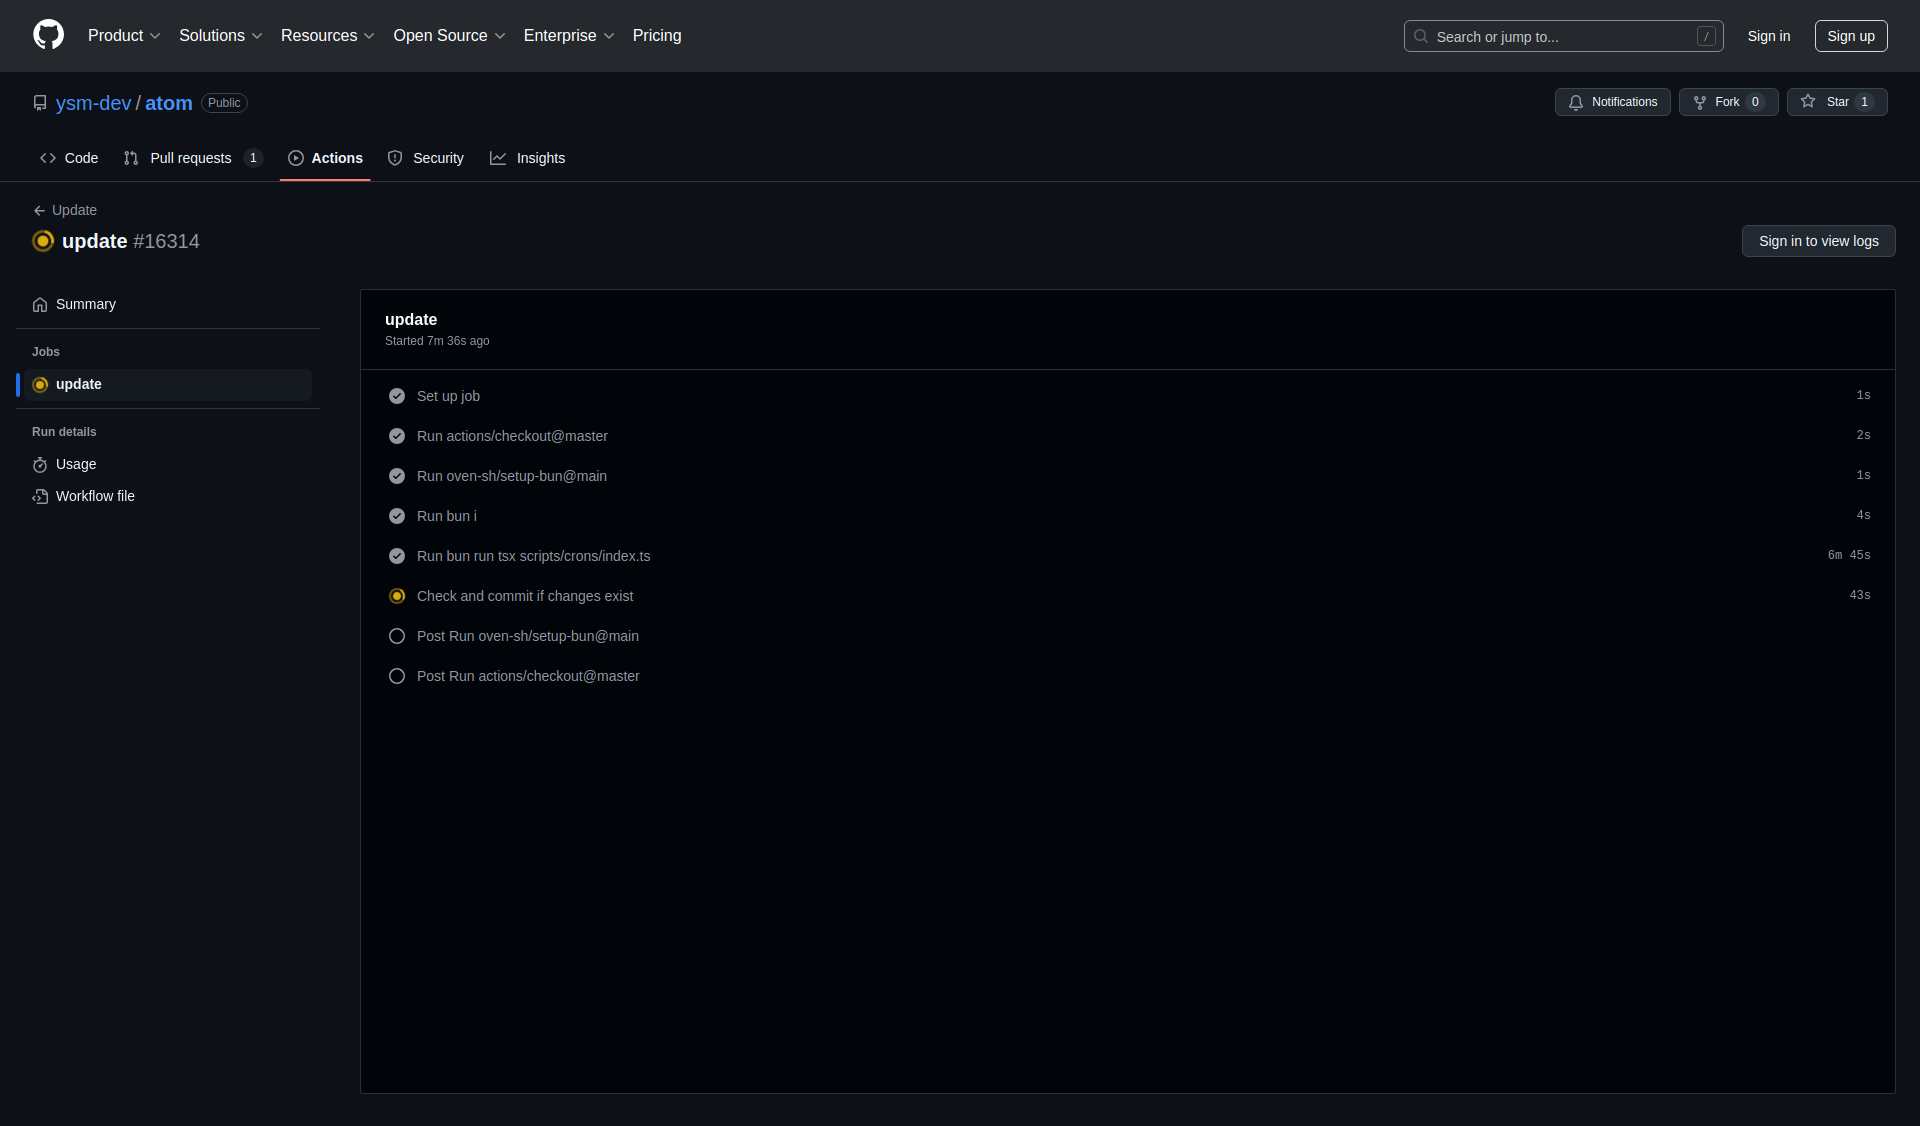 Product Solutions Resources Open Source Enterprise Pricing Search or jump to... / Sign in Sign up
ysm-dev / atom Public Notifications Fork 0 Star 1
Code Pull requests 1 Actions Security Insights
Update
update #16314 Sign in to view logs
Summary
Jobs
update
Run details
Usage
Workflow file
update
Started 7m 36s ago
Set up job 1s
Run actions/checkout@master 2s
Run oven-sh/setup-bun@main 1s
Run bun i 4s
Run bun run tsx scripts/crons/index.ts 6m 45s
Check and commit if changes exist 43s
Post Run oven-sh/setup-bun@main
Post Run actions/checkout@master